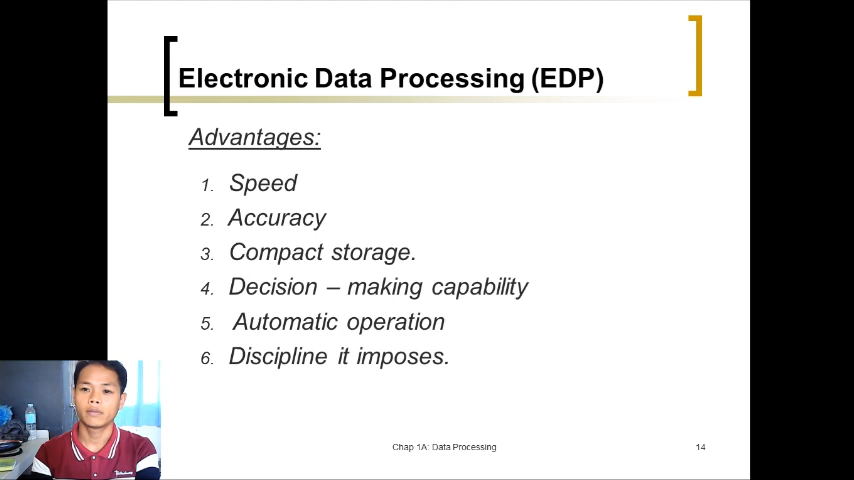 Electronic Data Processing (EDP)
Advantages:
1. Speed
2. Accuracy
3. Compact storage.
4. Decision – making capability
5. Automatic operation
6. Discipline it imposes.
Chap 1A: Data Processing
14